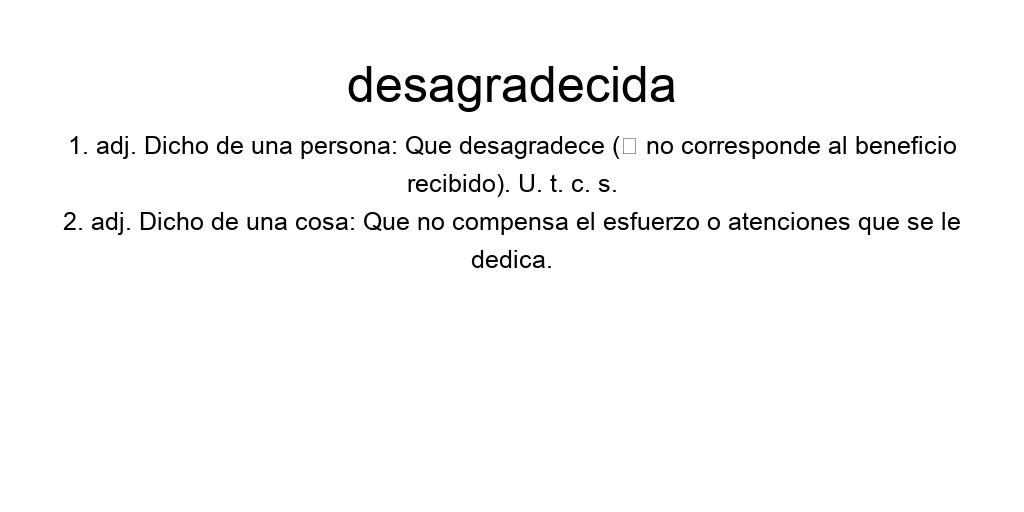 desagradecida
1. adj. Dicho de una persona: Que desagradece (□ no corresponde al beneficio
recibido). U. t. c. s.
2. adj. Dicho de una cosa: Que no compensa el esfuerzo o atenciones que se le
dedica.